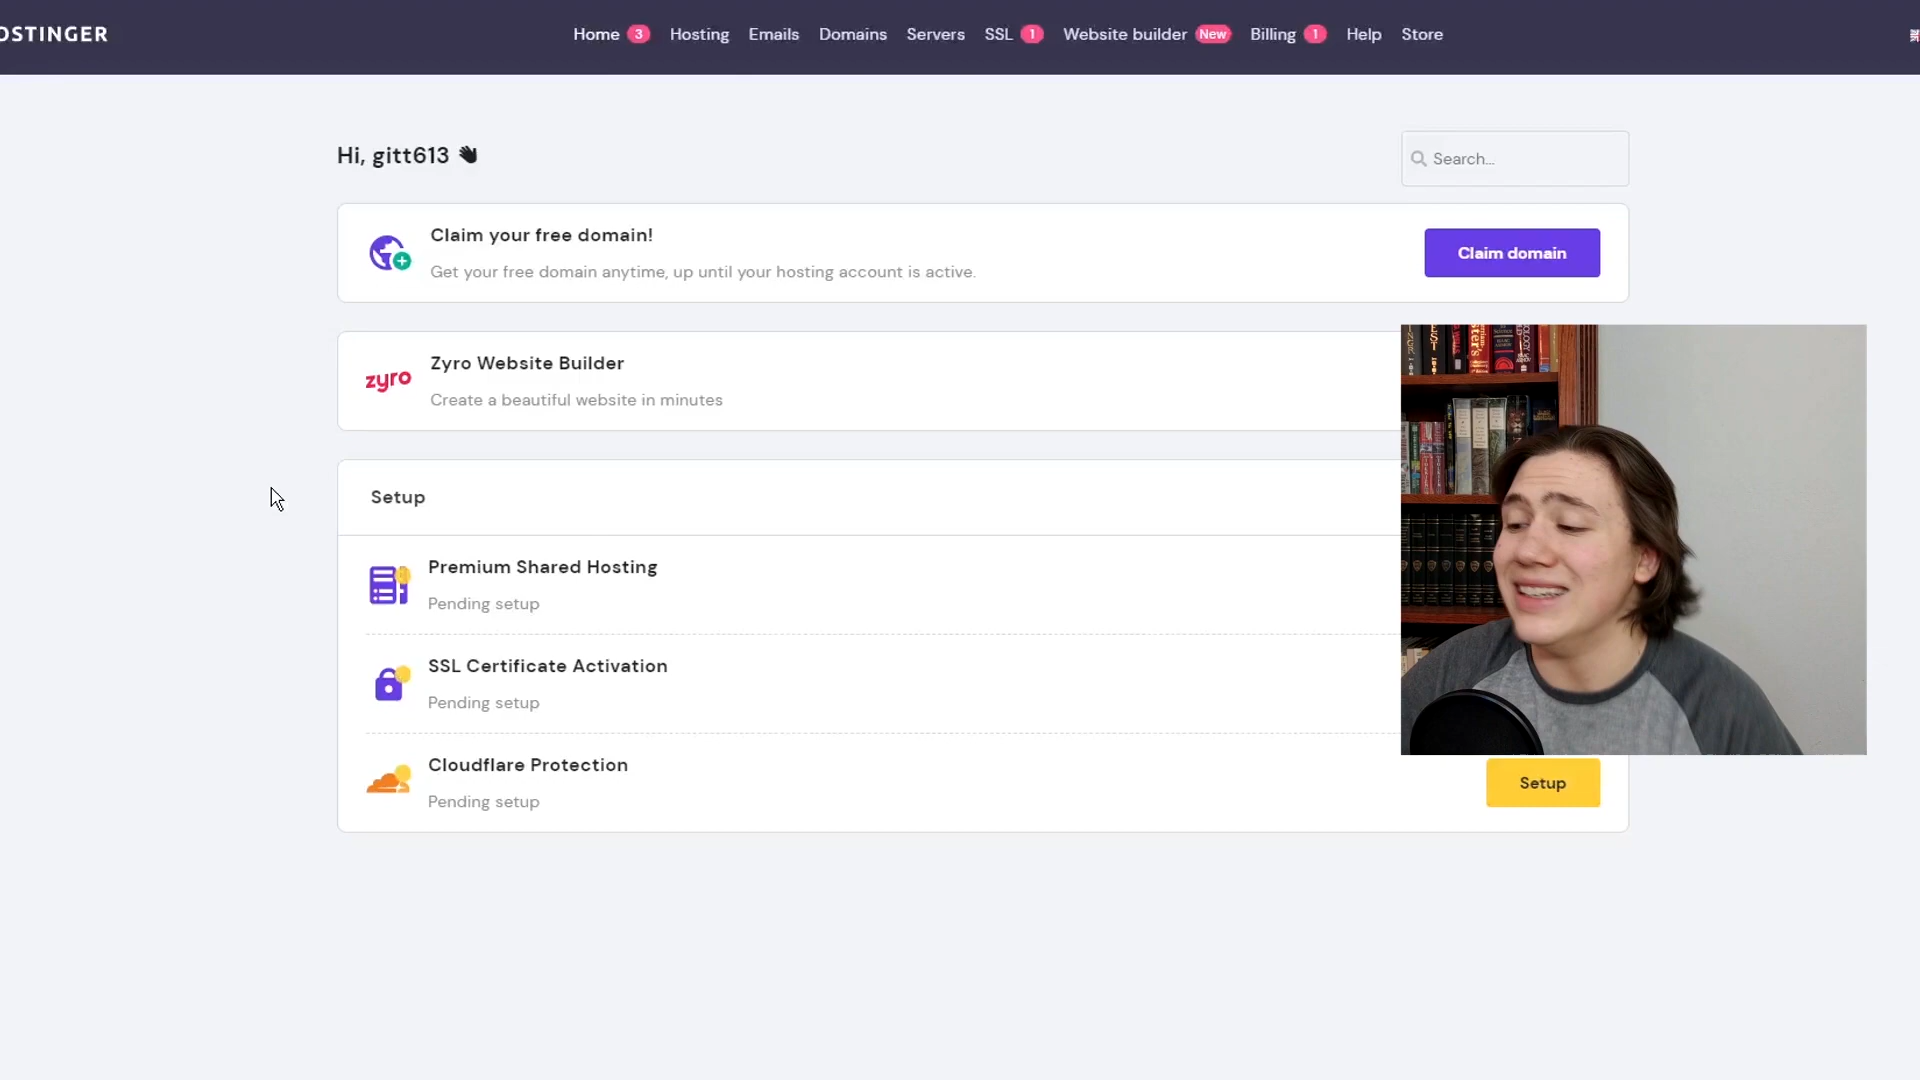 OSTINGER
Home 3 Hosting Emails Domains Servers SSL 1 Website builder New Billing 1 Help Store
Hi, gitt613
Search...
Claim your free domain!
Get your free domain anytime, up until your hosting account is active.
Claim domain
zyro
Zyro Website Builder
Create a beautiful website in minutes
Setup
Premium Shared Hosting
Pending setup
SSL Certificate Activation
Pending setup
Cloudflare Protection
Pending setup
Setup